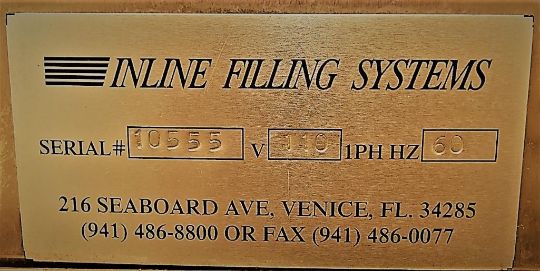 INLINE FILLING SYSTEMS
SERIAL# 10555 V 110 1PH HZ 60
216 SEABOARD AVE, VENICE, FL. 34285
(941) 486-8800 OR FAX (941) 486-0077